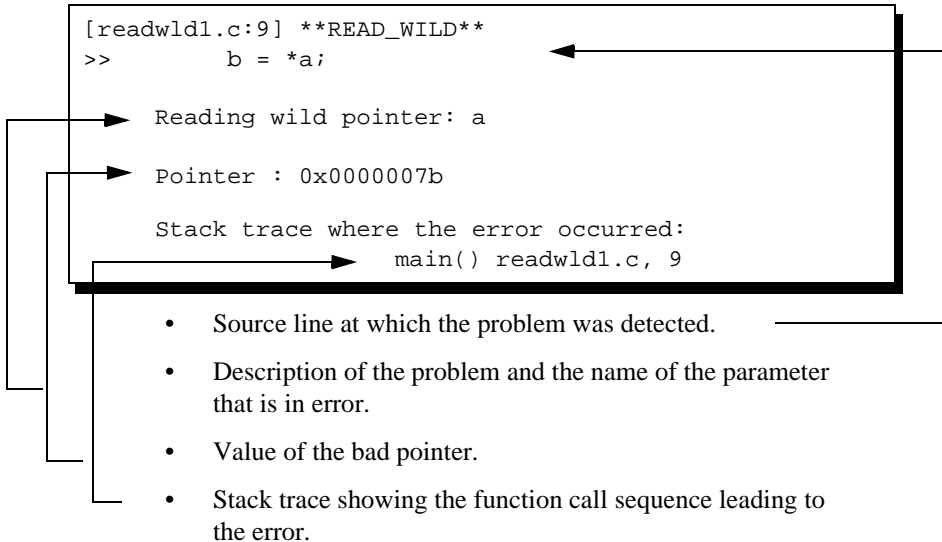 [readwld1.c:9] **READ_WILD**
>>        b = *a;
Reading wild pointer: a
Pointer : 0x0000007b
Stack trace where the error occurred:
main() readwld1.c, 9
• Source line at which the problem was detected.
• Description of the problem and the name of the parameter
that is in error.
• Value of the bad pointer.
• Stack trace showing the function call sequence leading to
the error.